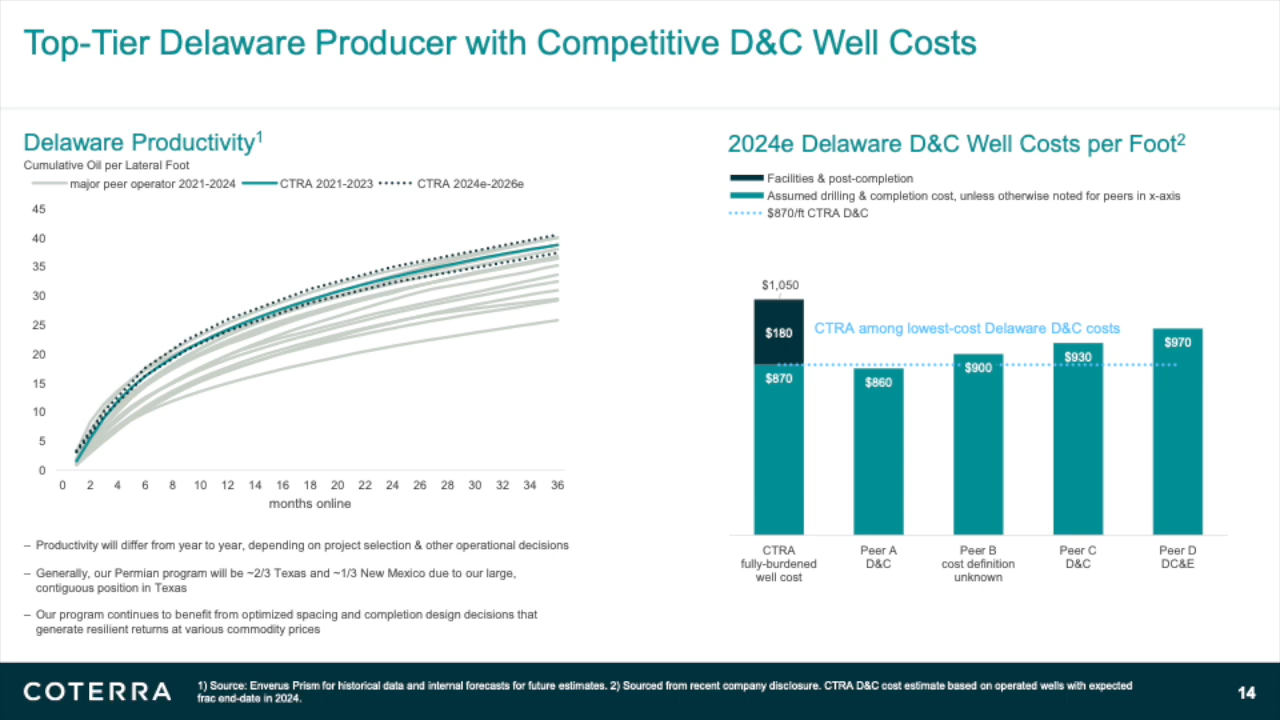 Top-Tier Delaware Producer with Competitive D&C Well Costs
Delaware Productivity1
Cumulative Oil per Lateral Foot
major peer operator 2021-2024 CTRA 2021-2023 CTRA 2024e-2026e
45
40
35
30
25
20
15
10
5
0
0 2 4 6 8 10 12 14 16 18 20 22 24 26 28 30 32 34 36
months online
– Productivity will differ from year to year, depending on project selection & other operational decisions
– Generally, our Permian program will be ~2/3 Texas and ~1/3 New Mexico due to our large,
contiguous position in Texas
– Our program continues to benefit from optimized spacing and completion design decisions that
generate resilient returns at various commodity prices
2024e Delaware D&C Well Costs per Foot2
Facilities & post-completion
Assumed drilling & completion cost, unless otherwise noted for peers in x-axis
$870/ft CTRA D&C
$1,050
$180
CTRA among lowest-cost Delaware D&C costs
$870
$860
$900
$930
$970
CTRA
fully-burdened
well cost
Peer A
D&C
Peer B
cost definition
unknown
Peer C
D&C
Peer D
DC&E
COTERRA
1) Source: Enverus Prism for historical data and internal forecasts for future estimates. 2) Sourced from recent company disclosure. CTRA D&C cost estimate based on operated wells with expected
frac end-date in 2024.
14